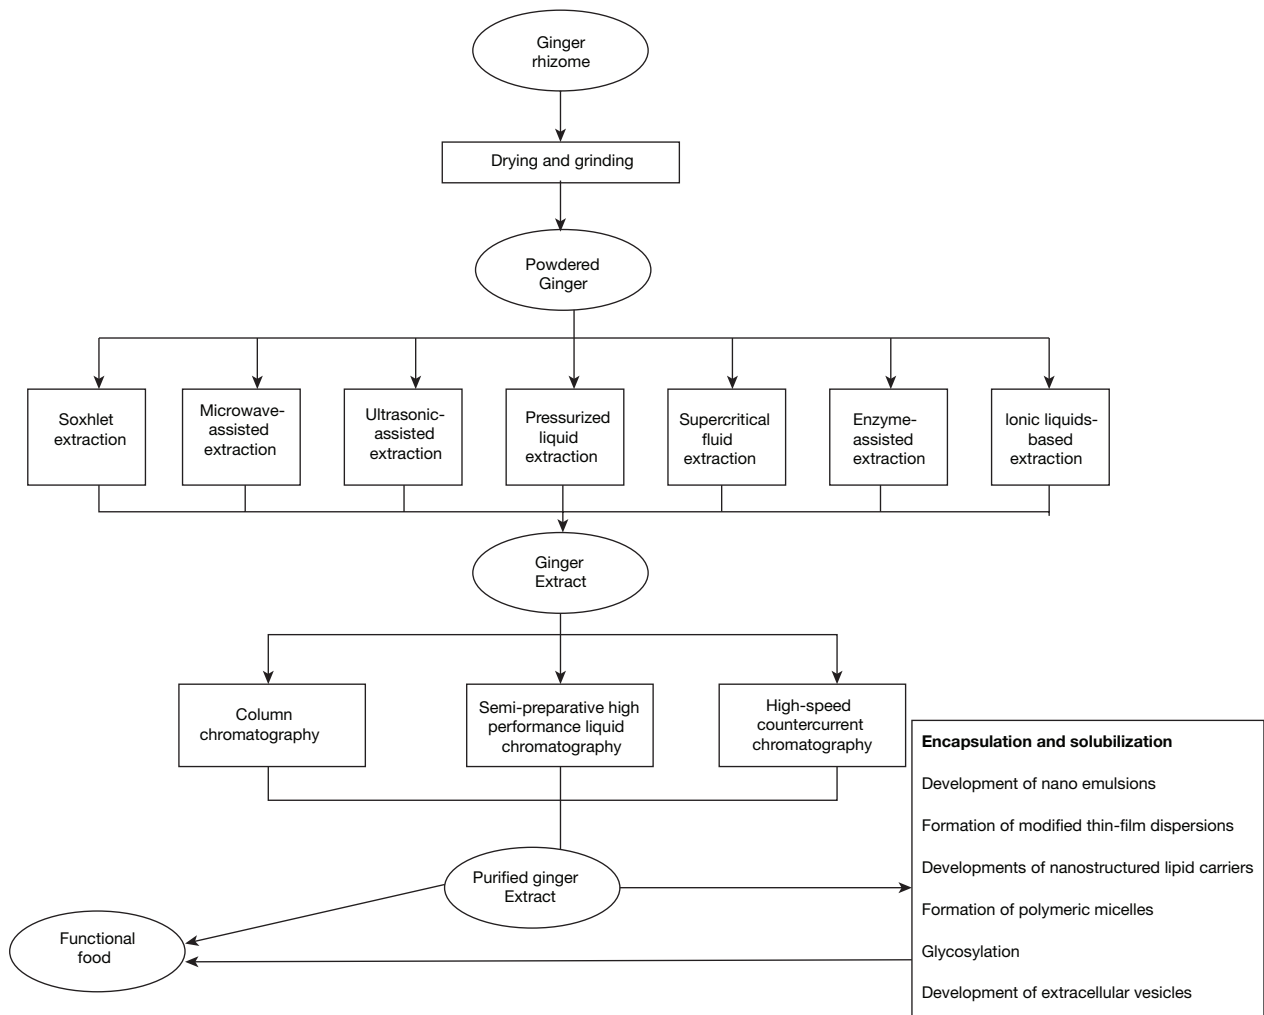 Ginger
rhizome
Drying and grinding
Powdered
Ginger
Soxhlet
extraction
Microwave-
assisted
extraction
Ultrasonic-
assisted
extraction
Pressurized
liquid
extraction
Supercritical
fluid
extraction
Enzyme-
assisted
extraction
Ionic liquids-
based
extraction
Ginger
Extract
Column
chromatography
Semi-preparative high
performance liquid
chromatography
High-speed
countercurrent
chromatography
Encapsulation and solubilization
Development of nano emulsions
Formation of modified thin-film dispersions
Developments of nanostructured lipid carriers
Formation of polymeric micelles
Glycosylation
Development of extracellular vesicles
Purified ginger
Extract
Functional
food